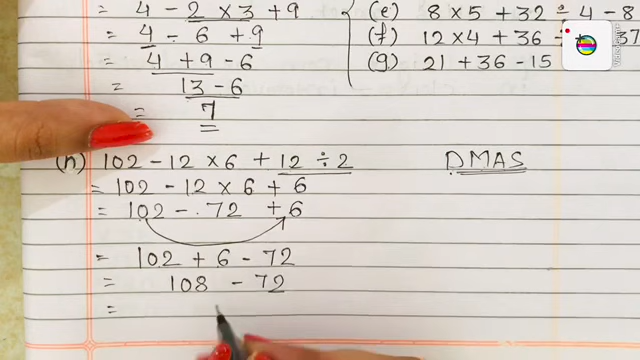 = 4 - 2 × 3 + 9
= 4 - 6 + 9
= 4 + 9 - 6
= 13 - 6
= 7
(e) 8 × 5 + 32 ÷ 4 - 8
(f) 12 × 4 + 36 37
(g) 21 + 36 - 15
(h) 102 - 12 × 6 + 12 ÷ 2
DMAS
= 102 - 12 × 6 + 6
= 102 - 72 + 6
= 102 + 6 - 72
= 108 - 72
=